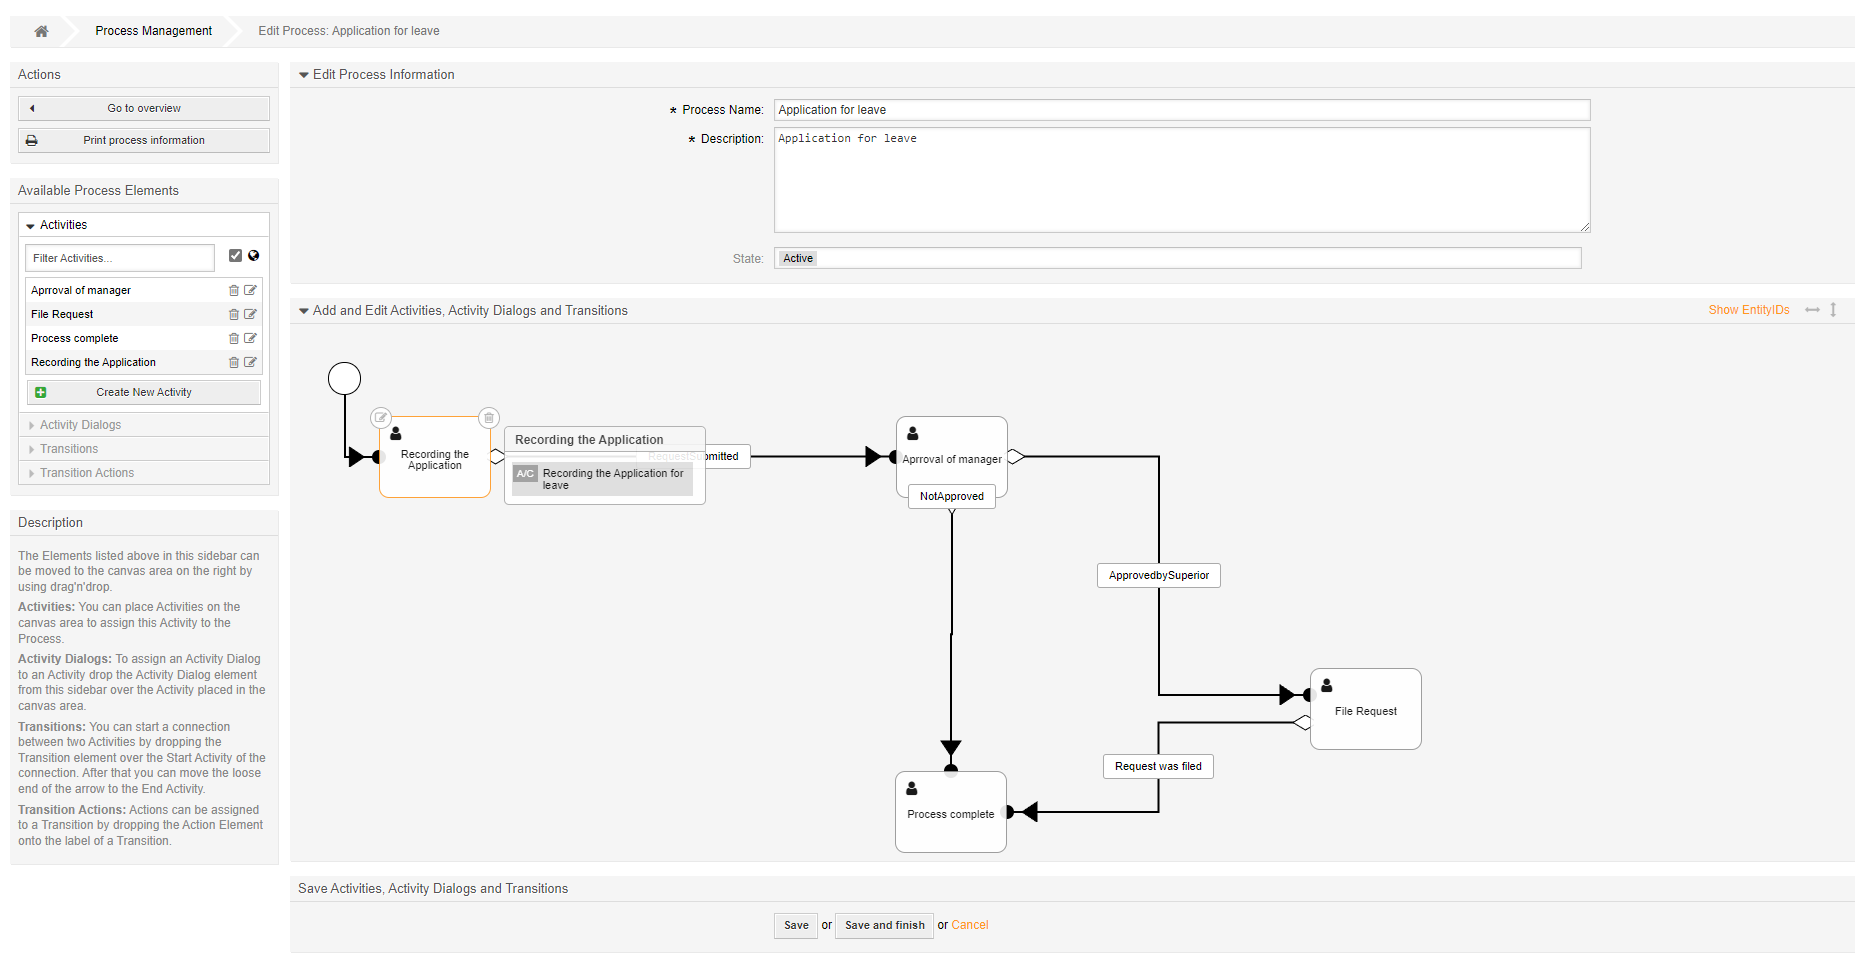 Process Management
Edit Process: Application for leave
Actions
Go to overview
Print process information
Available Process Elements
Activities
Filter Activities...
Aprroval of manager
File Request
Process complete
Recording the Application
Create New Activity
Activity Dialogs
Transitions
Transition Actions
Description
The Elements listed above in this sidebar can
be moved to the canvas area on the right by
using drag'n'drop.
Activities: You can place Activities on the
canvas area to assign this Activity to the
Process.
Activity Dialogs: To assign an Activity Dialog
to an Activity drop the Activity Dialog element
from this sidebar over the Activity placed in the
canvas area.
Transitions: You can start a connection
between two Activities by dropping the
Transition element over the Start Activity of the
connection. After that you can move the loose
end of the arrow to the End Activity.
Transition Actions: Actions can be assigned
to a Transition by dropping the Action Element
onto the label of a Transition.
Edit Process Information
* Process Name: Application for leave
* Description: Application for leave
State: Active
Add and Edit Activities, Activity Dialogs and Transitions
Show EntityIDs
Recording the
Application
Recording the Application
A/C Recording the Application for
leave
RequestSubmitted
Aprroval of manager
NotApproved
ApprovedbySuperior
File Request
Request was filed
Process complete
Save Activities, Activity Dialogs and Transitions
Save or Save and finish or Cancel